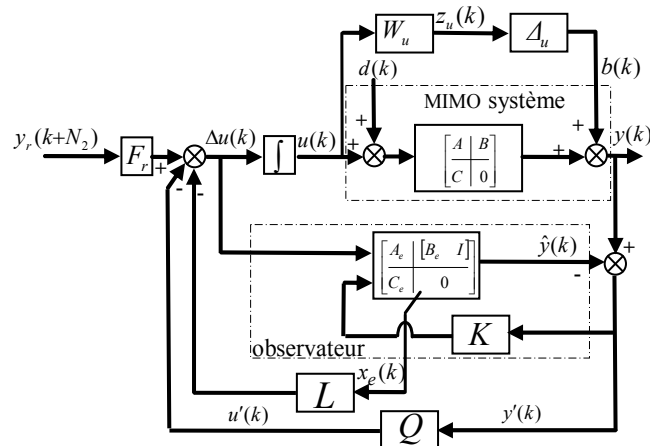 W_u
z_u(k)
Δ_u
d(k)
b(k)
MIMO système
y_r(k+N_2)
F_r
Δu(k)
∫
u(k)
+
+
[A | B
C | 0]
+
+
y(k)
+
-
-
[A_e | [B_e I]
C_e | 0]
ŷ(k)
+
-
K
observateur
x_e(k)
L
u'(k)
Q
y'(k)